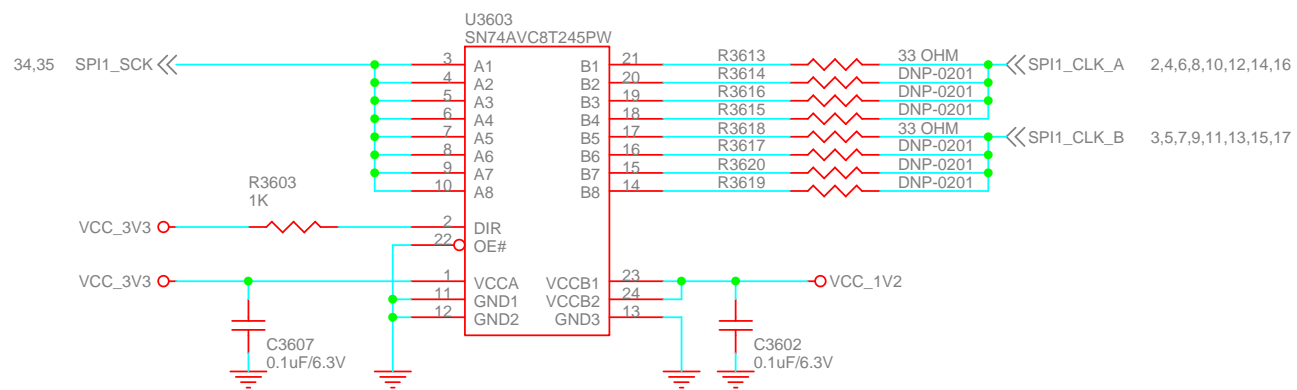 U3603
SN74AVC8T245PW
34,35 SPI1_SCK 3 A1 B1 21 R3613 33 OHM SPI1_CLK_A 2,4,6,8,10,12,14,16
4 A2 B2 20 R3614 DNP-0201
5 A3 B3 19 R3616 DNP-0201
6 A4 B4 18 R3615 DNP-0201
7 A5 B5 17 R3618 33 OHM SPI1_CLK_B 3,5,7,9,11,13,15,17
8 A6 B6 16 R3617 DNP-0201
9 A7 B7 15 R3620 DNP-0201
10 A8 B8 14 R3619 DNP-0201
R3603
1K
VCC_3V3 2 DIR
22 OE#
VCC_3V3 1 VCCA VCCB1 23 VCC_1V2
11 GND1 VCCB2 24
12 GND2 GND3 13
C3607
0.1uF/6.3V
C3602
0.1uF/6.3V